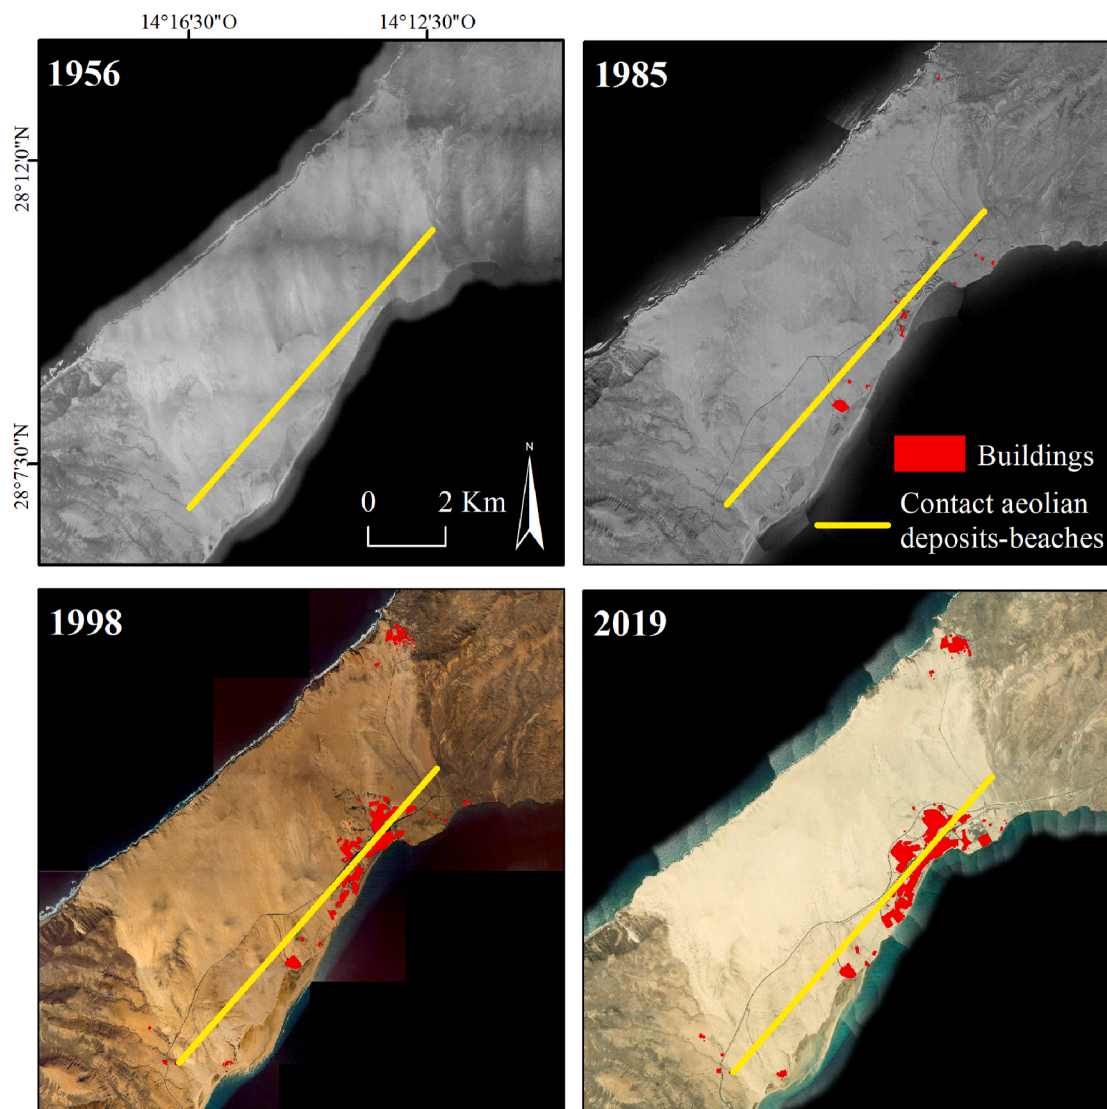 14°16'30"O 14°12'30"O
1956
1985
28°12'0"N
28°7'30"N
N
0 2 Km
Buildings
Contact aeolian
deposits-beaches
1998
2019